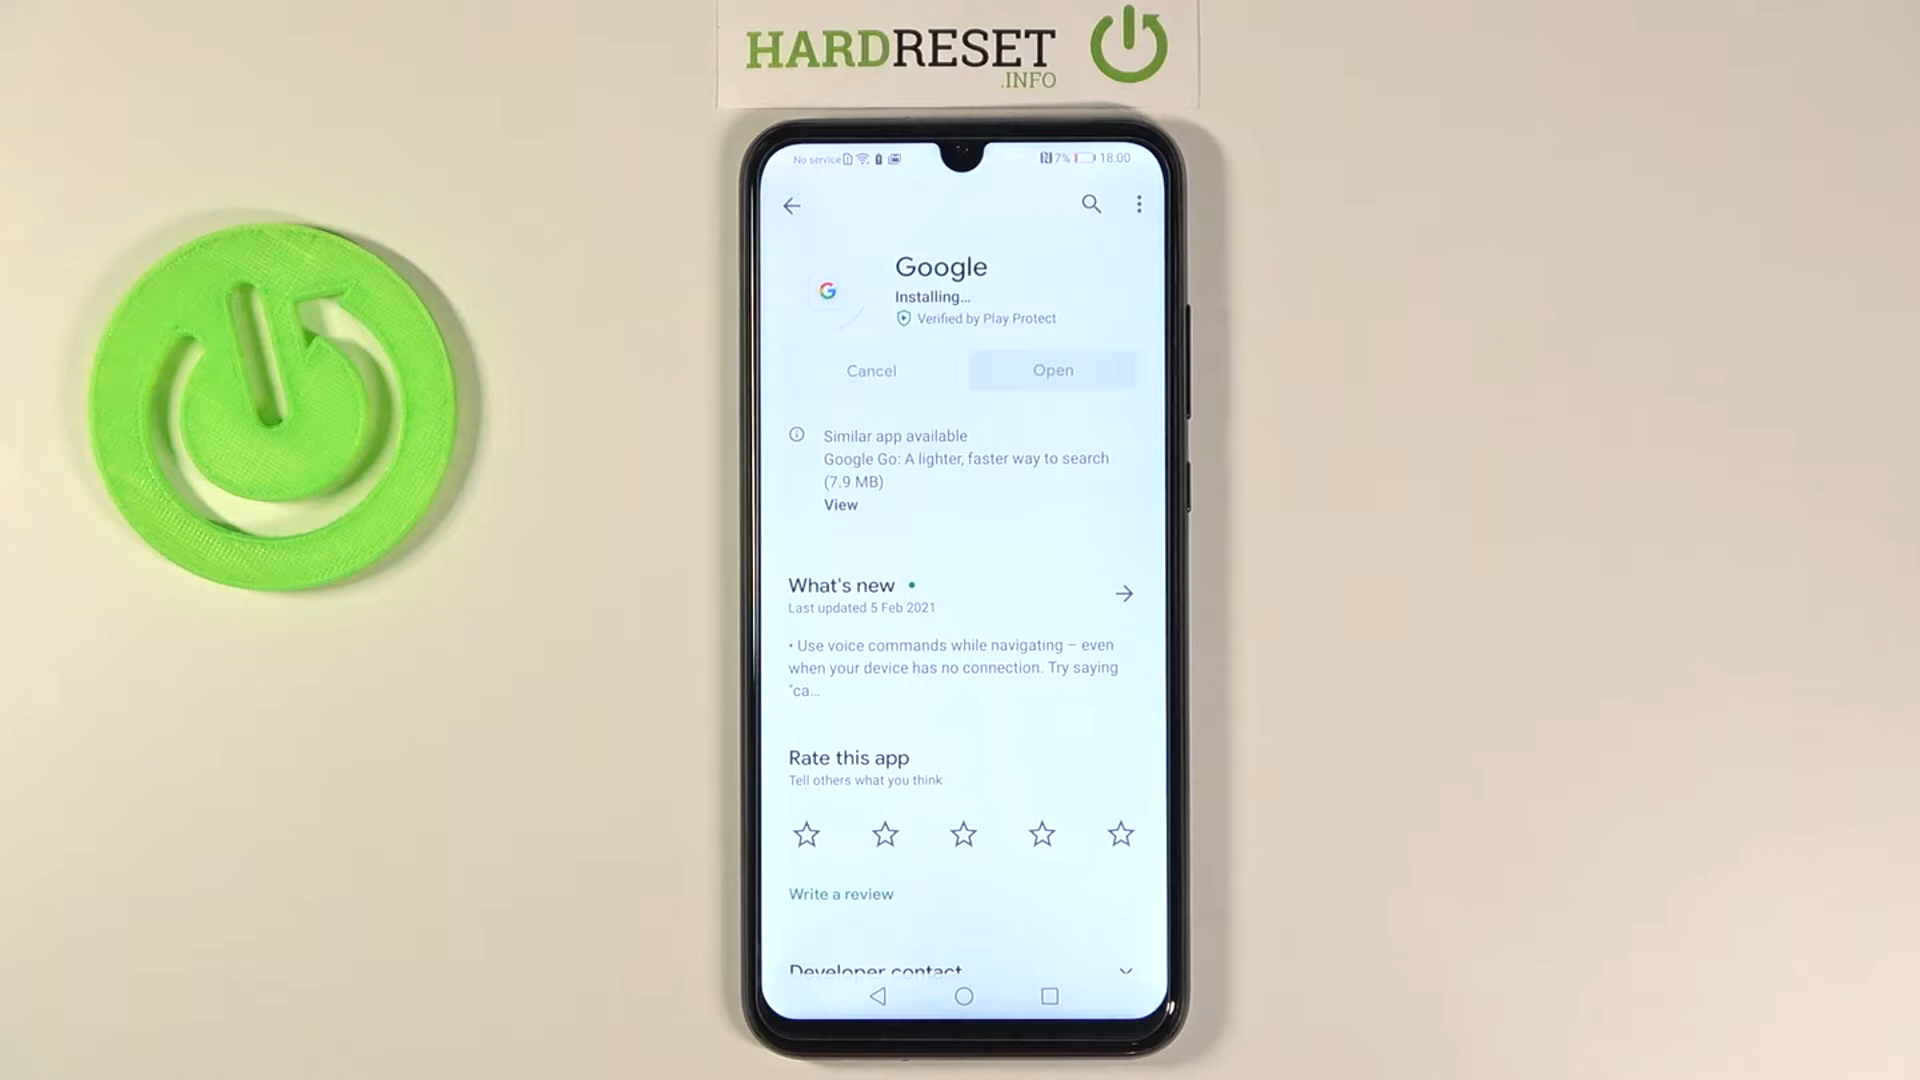 HARDRESET
.INFO
No service 7% 18:00
Google
Installing...
Verified by Play Protect
Cancel Open
Similar app available
Google Go: A lighter, faster way to search
(7.9 MB)
View
What's new •
Last updated 5 Feb 2021
• Use voice commands while navigating – even
when your device has no connection. Try saying
"ca...
Rate this app
Tell others what you think
Write a review
Developer contact